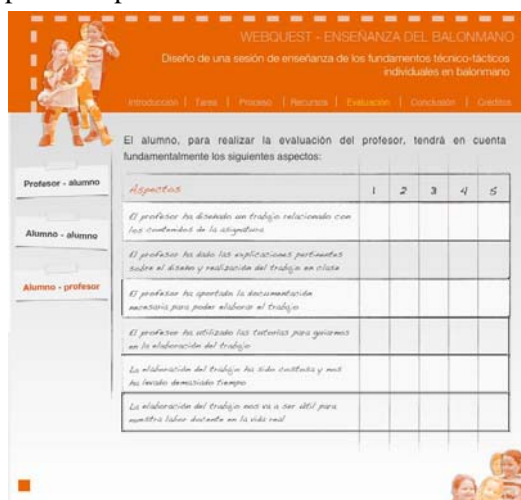 WEBQUEST - ENSEÑANZA DEL BALONMANO
Diseño de una sesión de enseñanza de los fundamentos técnico-tácticos
individuales en balonmano
Introducción | Tarea | Proceso | Recursos | Evaluación | Conclusión | Créditos
El alumno, para realizar la evaluación del profesor, tendrá en cuenta
fundamentalmente los siguientes aspectos:
Profesor - alumno
Alumno - alumno
Alumno - profesor
Aspectos 1 2 3 4 5
El profesor ha diseñado un trabajo relacionado con
los contenidos de la asignatura
El profesor ha dado las explicaciones pertinentes
sobre el diseño y realización del trabajo en clase
El profesor ha aportado la documentación
necesaria para poder elaborar el trabajo
El profesor ha utilizado las tutorías para guiarnos
en la elaboración del trabajo
La elaboración del trabajo ha sido costosa y nos
ha levado demasiado tiempo
La elaboración del trabajo nos va a ser útil para
nuestra labor docente en la vida real